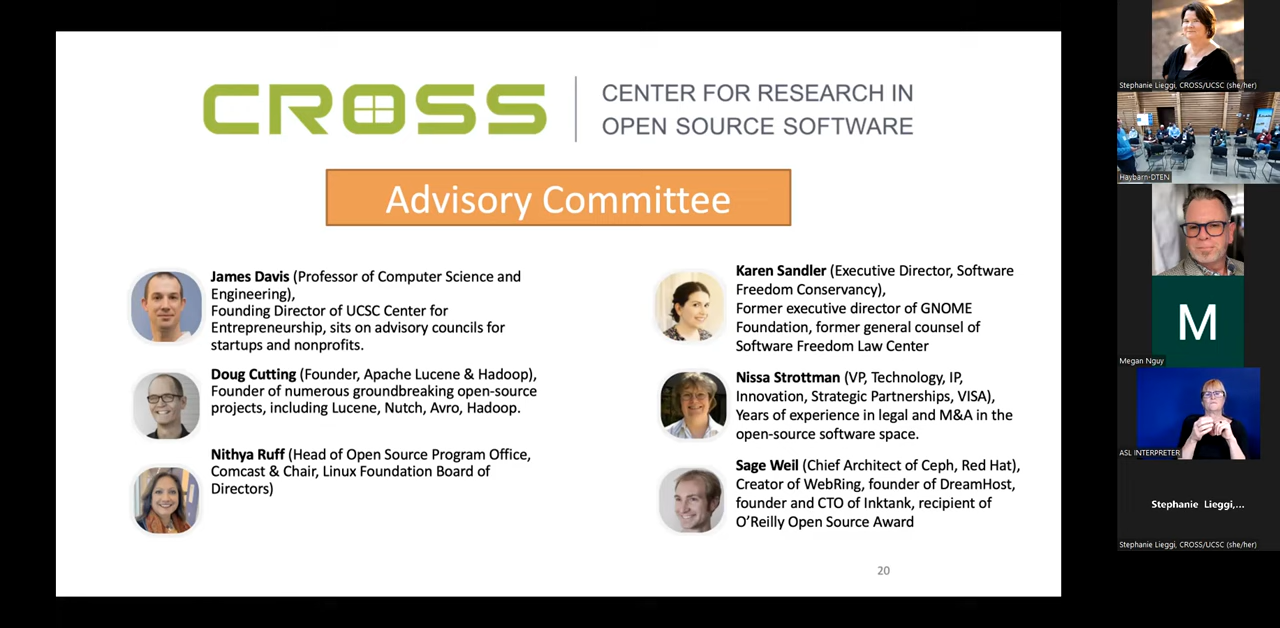 CROSS
CENTER FOR RESEARCH IN
OPEN SOURCE SOFTWARE
Advisory Committee
James Davis (Professor of Computer Science and
Engineering),
Founding Director of UCSC Center for
Entrepreneurship, sits on advisory councils for
startups and nonprofits.
Doug Cutting (Founder, Apache Lucene & Hadoop),
Founder of numerous groundbreaking open-source
projects, including Lucene, Nutch, Avro, Hadoop.
Nithya Ruff (Head of Open Source Program Office,
Comcast & Chair, Linux Foundation Board of
Directors)
Karen Sandler (Executive Director, Software
Freedom Conservancy),
Former executive director of GNOME
Foundation, former general counsel of
Software Freedom Law Center
Nissa Strottman (VP, Technology, IP,
Innovation, Strategic Partnerships, VISA),
Years of experience in legal and M&A in the
open-source software space.
Sage Weil (Chief Architect of Ceph, Red Hat),
Creator of WebRing, founder of DreamHost,
founder and CTO of Inktank, recipient of
O’Reilly Open Source Award
20
Stephanie Lieggi, CROSS/UCSC (she/her)
Haybarn-DTEN
M
Megan Nguy
ASL INTERPRETER
Stephanie Lieggi,...
Stephanie Lieggi, CROSS/UCSC (she/her)